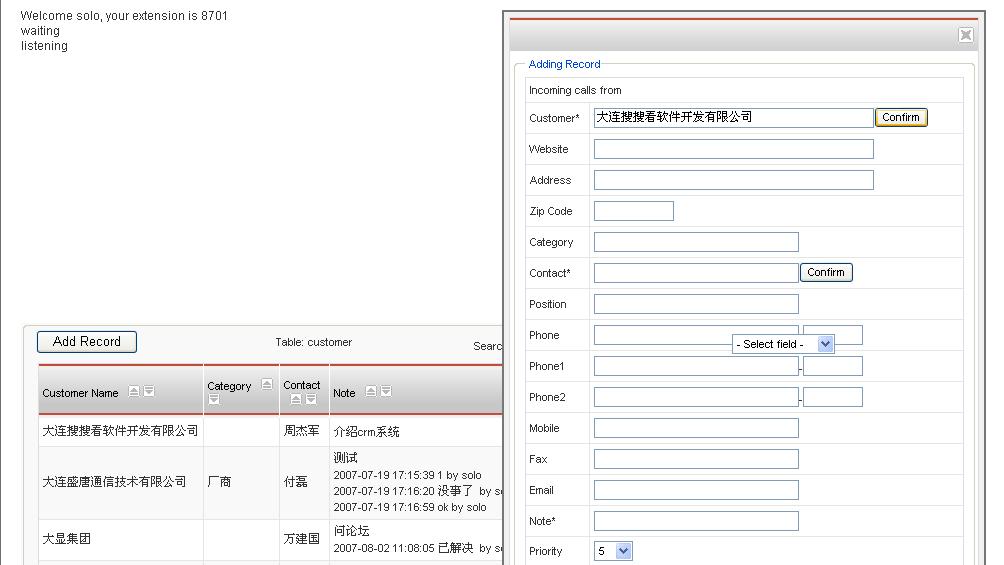 Welcome solo, your extension is 8701
waiting
listening
Add Record
Table: customer
Searc
Customer Name
Category
Contact
Note
大连搜搜看软件开发有限公司
周杰军
介绍crm系统
大连盛唐通信技术有限公司
厂商
付磊
测试
2007-07-19 17:15:39 1 by solo
2007-07-19 17:16:20 没事了 by s
2007-07-19 17:16:59 ok by solo
大显集团
万建国
问论坛
2007-08-02 11:08:05 已解决 by s
Adding Record
Incoming calls from
Customer* 大连搜搜看软件开发有限公司 Confirm
Website
Address
Zip Code
Category
Contact* Confirm
Position
Phone
- Select field -
Phone1 -
Phone2 -
Mobile
Fax
Email
Note*
Priority 5